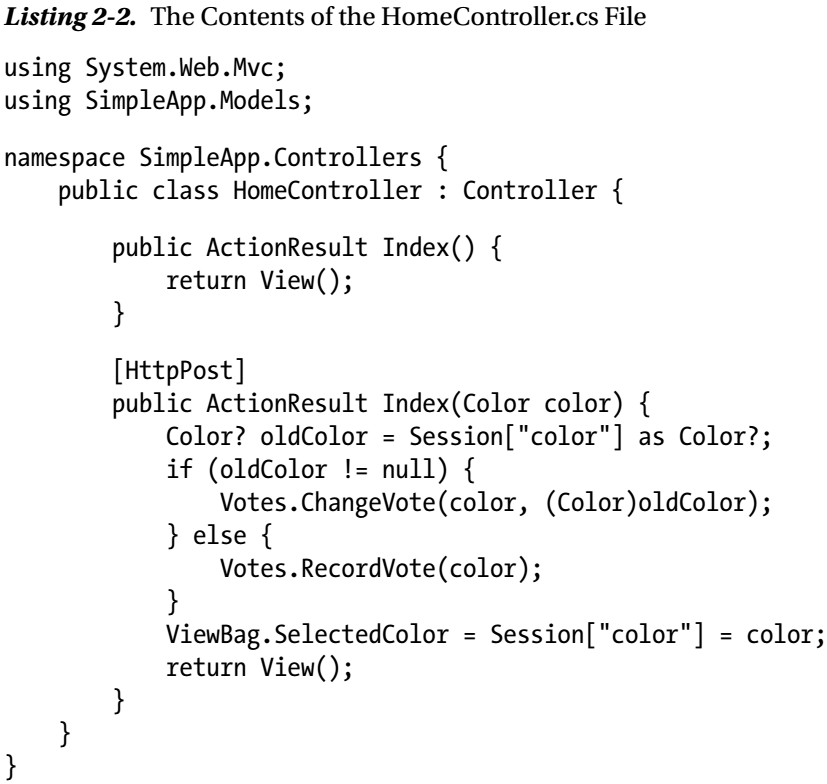 Listing 2-2. The Contents of the HomeController.cs File
using System.Web.Mvc;
using SimpleApp.Models;
namespace SimpleApp.Controllers {
    public class HomeController : Controller {
        public ActionResult Index() {
            return View();
        }
        [HttpPost]
        public ActionResult Index(Color color) {
            Color? oldColor = Session["color"] as Color?;
            if (oldColor != null) {
                Votes.ChangeVote(color, (Color)oldColor);
            } else {
                Votes.RecordVote(color);
            }
            ViewBag.SelectedColor = Session["color"] = color;
            return View();
        }
    }
}